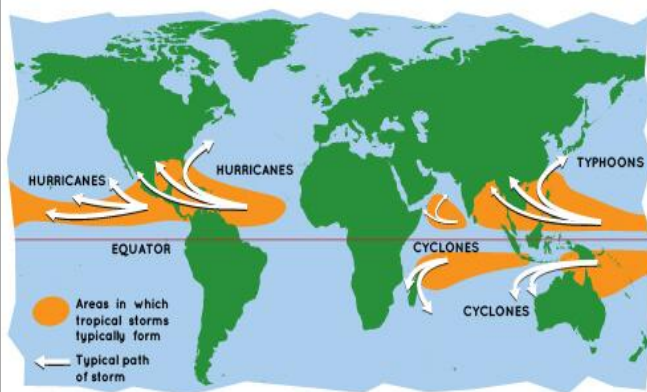 HURRICANES
HURRICANES
TYPHOONS
EQUATOR
CYCLONES
CYCLONES
Areas in which
tropical storms
typically form
Typical path
of storm